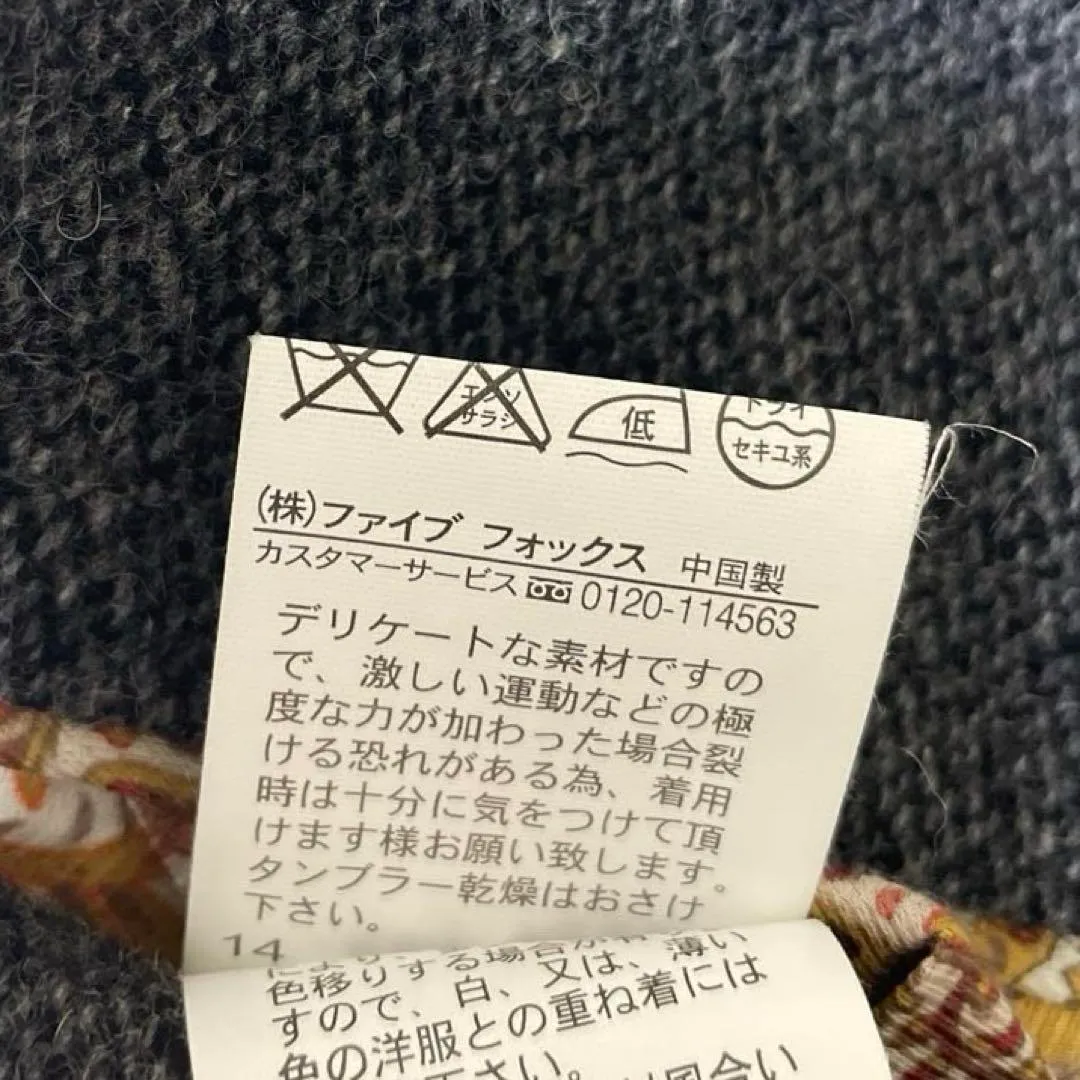 エンソ
サラシ
低
ドライ
セキユ系
(株)ファイブ フォックス 中国製
カスタマーサービス 0120-114563
デリケートな素材ですの
で、激しい運動などの極
度な力が加わった場合裂
ける恐れがある為、着用
時は十分に気をつけて頂
けます様お願い致します。
タンブラー乾燥はおさけ
下さい。
14
色移りする場合が
すので、白、又は、薄い
色の洋服との重ね着には
下さい。
風合い